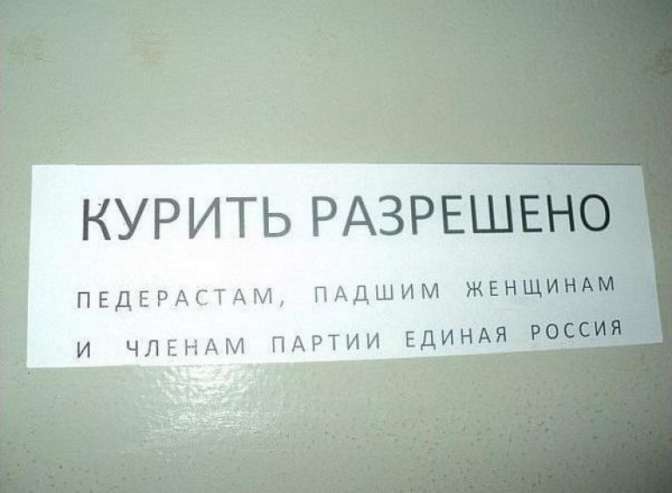 КУРИТЬ РАЗРЕШЕНО
ПЕДЕРАСТАМ, ПАДШИМ ЖЕНЩИНАМ
И ЧЛЕНАМ ПАРТИИ ЕДИНАЯ РОССИЯ